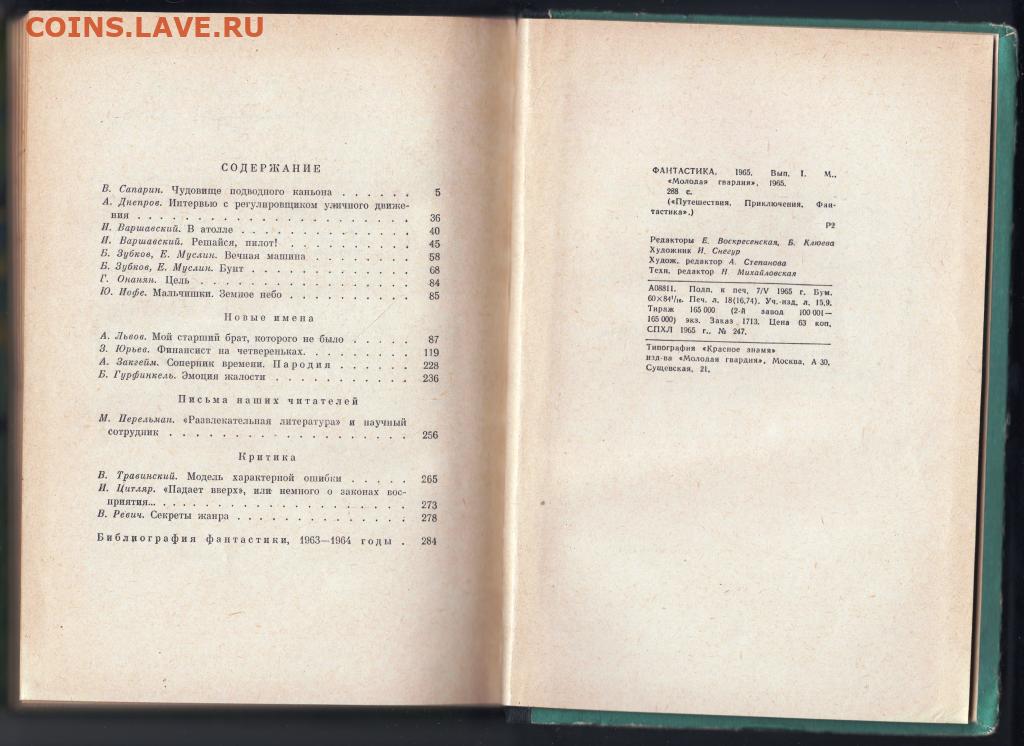 COINS.LAVE.RU
СОДЕРЖАНИЕ
В. Сапарин. Чудовище подводного каньона . . . . . . 5
А. Днепров. Интервью с регулировщиком уличного движе-
ния . . . . . . . . . . . . . . . . . 36
И. Варшавский. В атолле . . . . . . . . . . . 40
И. Варшавский. Решайся, пилот! . . . . . . . . 45
Б. Зубков, Е. Муслин. Вечная машина . . . . . . . 58
Б. Зубков, Е. Муслин. Бунт . . . . . . . . . . . 68
Г. Онанян. Цель . . . . . . . . . . . . . . 84
Ю. Иофе. Мальчишки. Земное небо . . . . . . . . 85
Новые имена
А. Львов. Мой старший брат, которого не было . . . . . 87
З. Юрьев. Финансист на четвереньках. . . . . . . . 119
А. Закгейм. Соперник времени. Пародия . . . . . . 228
Б. Гурфинкель. Эмоция жалости . . . . . . . . . 236
Письма наших читателей
М. Перельман. «Развлекательная литература» и научный
сотрудник . . . . . . . . . . . . . . . 256
Критика
В. Травинский. Модель характерной ошибки . . . . . 265
И. Цигляр. «Падает вверх», или немного о законах вос-
приятия... . . . . . . . . . . . . . . . 273
В. Ревич. Секреты жанра . . . . . . . . . . . 278
Библиография фантастики, 1963—1964 годы . 284
ФАНТАСТИКА, 1965. Вып. I. М.,
«Молодая гвардия», 1965.
288 с.
(«Путешествия. Приключения. Фан-
тастика».)
Р2
Редакторы Е. Воскресенская, Б. Клюева
Художник И. Снегур
Худож. редактор А. Степанова
Техн. редактор Н. Михайловская
А08811. Подп. к печ. 7/V 1965 г. Бум.
60×84¹/₁₆. Печ. л. 18(16,74). Уч.-изд. л. 15,9.
Тираж 165 000 (2-й завод 100 001—
165 000) экз. Заказ 1713. Цена 63 коп.
СПХЛ 1965 г., № 247.
Типография «Красное знамя»
изд-ва «Молодая гвардия». Москва, А 30,
Сущевская, 21.